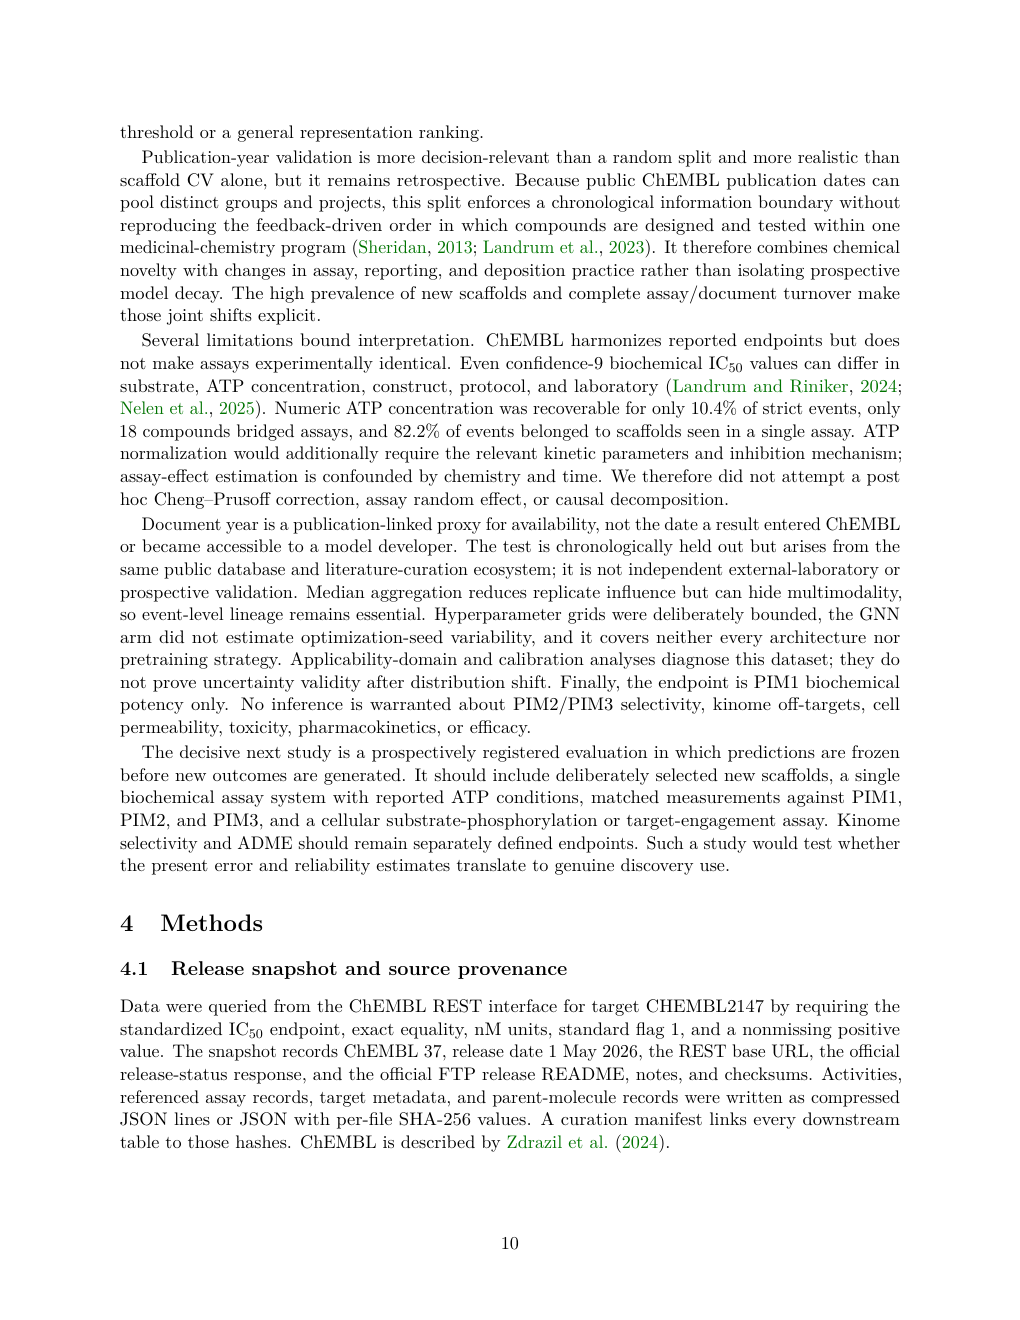 threshold or a general representation ranking.
Publication-year validation is more decision-relevant than a random split and more realistic than
scaffold CV alone, but it remains retrospective. Because public ChEMBL publication dates can
pool distinct groups and projects, this split enforces a chronological information boundary without
reproducing the feedback-driven order in which compounds are designed and tested within one
medicinal-chemistry program (Sheridan, 2013; Landrum et al., 2023). It therefore combines chemical
novelty with changes in assay, reporting, and deposition practice rather than isolating prospective
model decay. The high prevalence of new scaffolds and complete assay/document turnover make
those joint shifts explicit.
Several limitations bound interpretation. ChEMBL harmonizes reported endpoints but does
not make assays experimentally identical. Even confidence-9 biochemical IC50 values can differ in
substrate, ATP concentration, construct, protocol, and laboratory (Landrum and Riniker, 2024;
Nelen et al., 2025). Numeric ATP concentration was recoverable for only 10.4% of strict events, only
18 compounds bridged assays, and 82.2% of events belonged to scaffolds seen in a single assay. ATP
normalization would additionally require the relevant kinetic parameters and inhibition mechanism;
assay-effect estimation is confounded by chemistry and time. We therefore did not attempt a post
hoc Cheng–Prusoff correction, assay random effect, or causal decomposition.
Document year is a publication-linked proxy for availability, not the date a result entered ChEMBL
or became accessible to a model developer. The test is chronologically held out but arises from the
same public database and literature-curation ecosystem; it is not independent external-laboratory or
prospective validation. Median aggregation reduces replicate influence but can hide multimodality,
so event-level lineage remains essential. Hyperparameter grids were deliberately bounded, the GNN
arm did not estimate optimization-seed variability, and it covers neither every architecture nor
pretraining strategy. Applicability-domain and calibration analyses diagnose this dataset; they do
not prove uncertainty validity after distribution shift. Finally, the endpoint is PIM1 biochemical
potency only. No inference is warranted about PIM2/PIM3 selectivity, kinome off-targets, cell
permeability, toxicity, pharmacokinetics, or efficacy.
The decisive next study is a prospectively registered evaluation in which predictions are frozen
before new outcomes are generated. It should include deliberately selected new scaffolds, a single
biochemical assay system with reported ATP conditions, matched measurements against PIM1,
PIM2, and PIM3, and a cellular substrate-phosphorylation or target-engagement assay. Kinome
selectivity and ADME should remain separately defined endpoints. Such a study would test whether
the present error and reliability estimates translate to genuine discovery use.
4 Methods
4.1 Release snapshot and source provenance
Data were queried from the ChEMBL REST interface for target CHEMBL2147 by requiring the
standardized IC50 endpoint, exact equality, nM units, standard flag 1, and a nonmissing positive
value. The snapshot records ChEMBL 37, release date 1 May 2026, the REST base URL, the official
release-status response, and the official FTP release README, notes, and checksums. Activities,
referenced assay records, target metadata, and parent-molecule records were written as compressed
JSON lines or JSON with per-file SHA-256 values. A curation manifest links every downstream
table to those hashes. ChEMBL is described by Zdrazil et al. (2024).
10